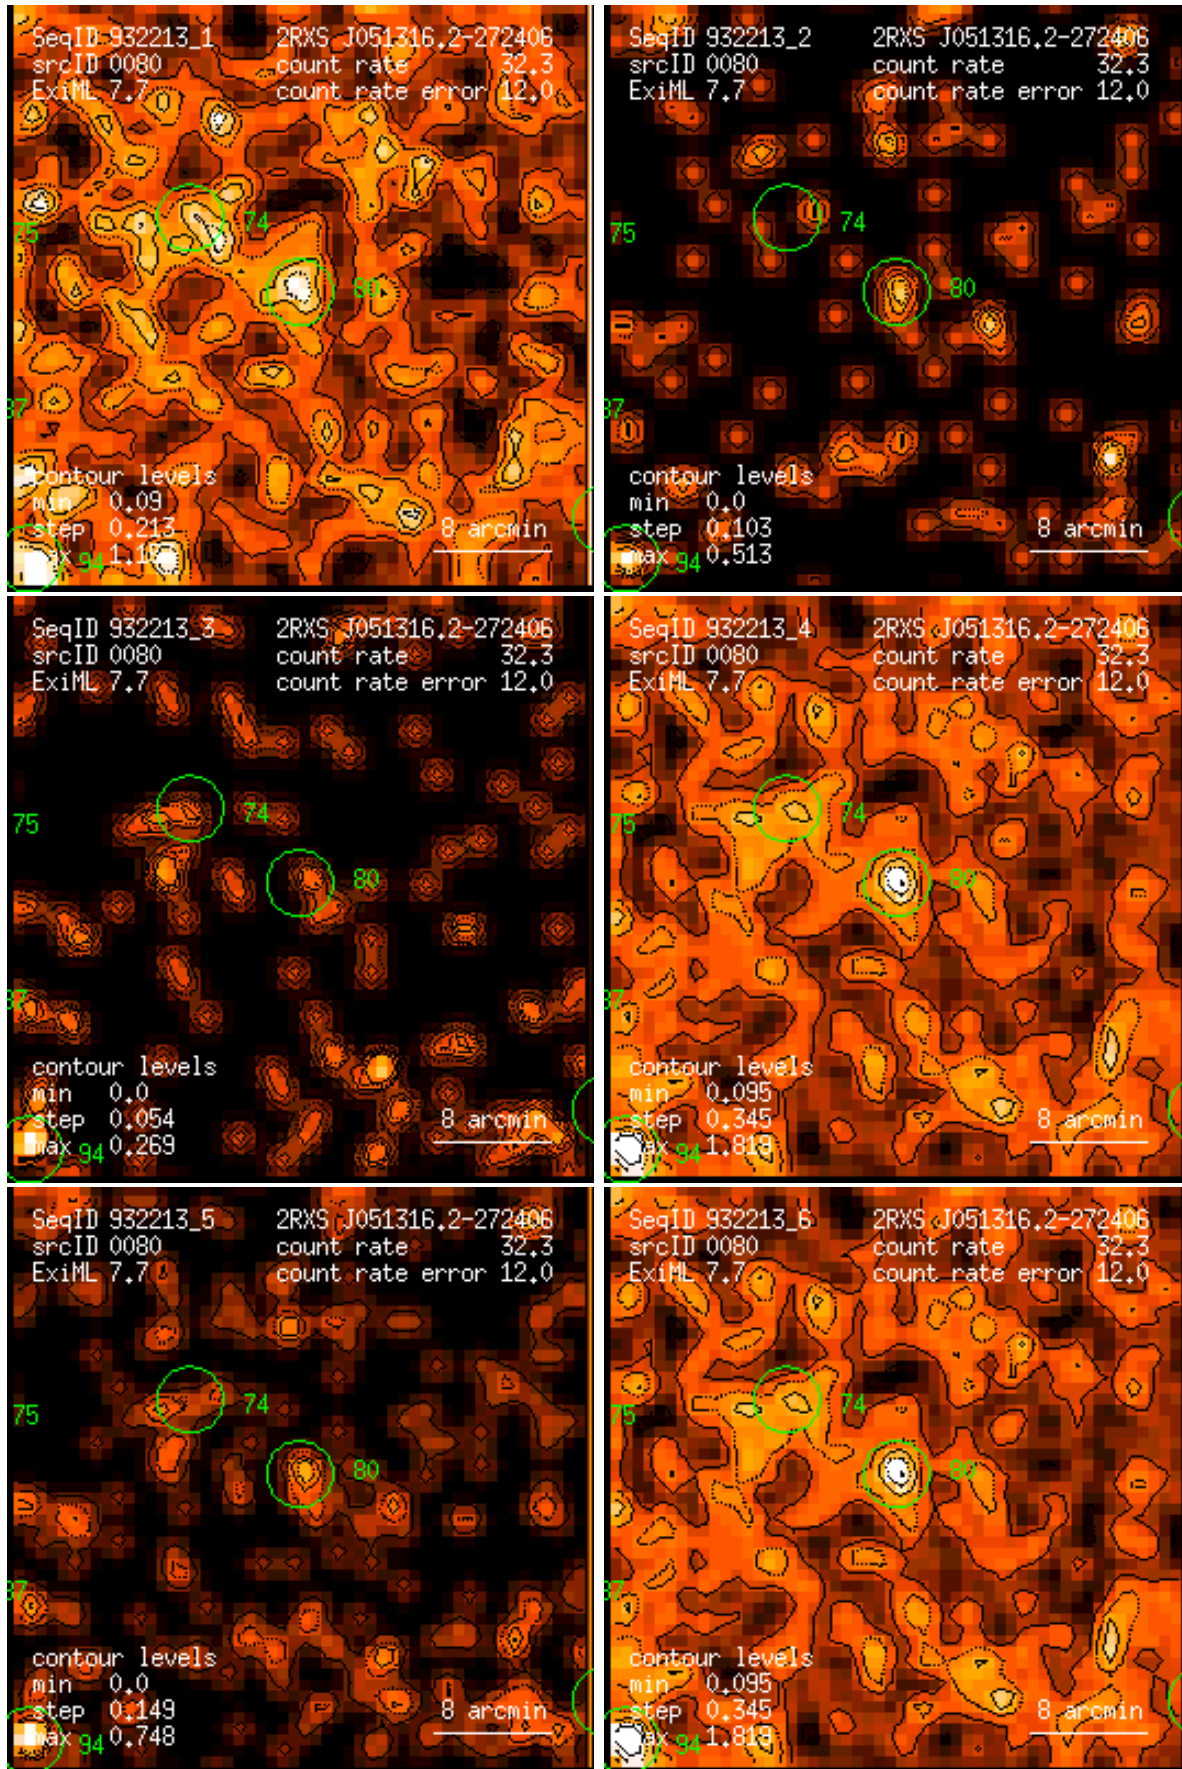 SeqID 932213_1 2RXS J051316.2-272406
srcID 0080 count rate 32.3
ExiML 7.7 count rate error 12.0
74
75
80
87
contour levels
min 0.09
step 0.213
8 arcmin
94
SeqID 932213_2 2RXS J051316.2-272406
srcID 0080 count rate 32.3
ExiML 7.7 count rate error 12.0
74
75
80
87
contour levels
min 0.0
step 0.103
8 arcmin
max 0.513
94
SeqID 932213_3 2RXS J051316.2-272406
srcID 0080 count rate 32.3
ExiML 7.7 count rate error 12.0
74
75
80
87
contour levels
min 0.0
step 0.054
8 arcmin
max 0.269
94
SeqID 932213_4 2RXS J051316.2-272406
srcID 0080 count rate 32.3
ExiML 7.7 count rate error 12.0
74
75
80
87
contour levels
min 0.095
step 0.345
8 arcmin
max 1.819
94
SeqID 932213_5 2RXS J051316.2-272406
srcID 0080 count rate 32.3
ExiML 7.7 count rate error 12.0
74
75
80
87
contour levels
min 0.0
step 0.149
8 arcmin
max 0.748
94
SeqID 932213_6 2RXS J051316.2-272406
srcID 0080 count rate 32.3
ExiML 7.7 count rate error 12.0
74
75
80
87
contour levels
min 0.095
step 0.345
8 arcmin
max 1.819
94